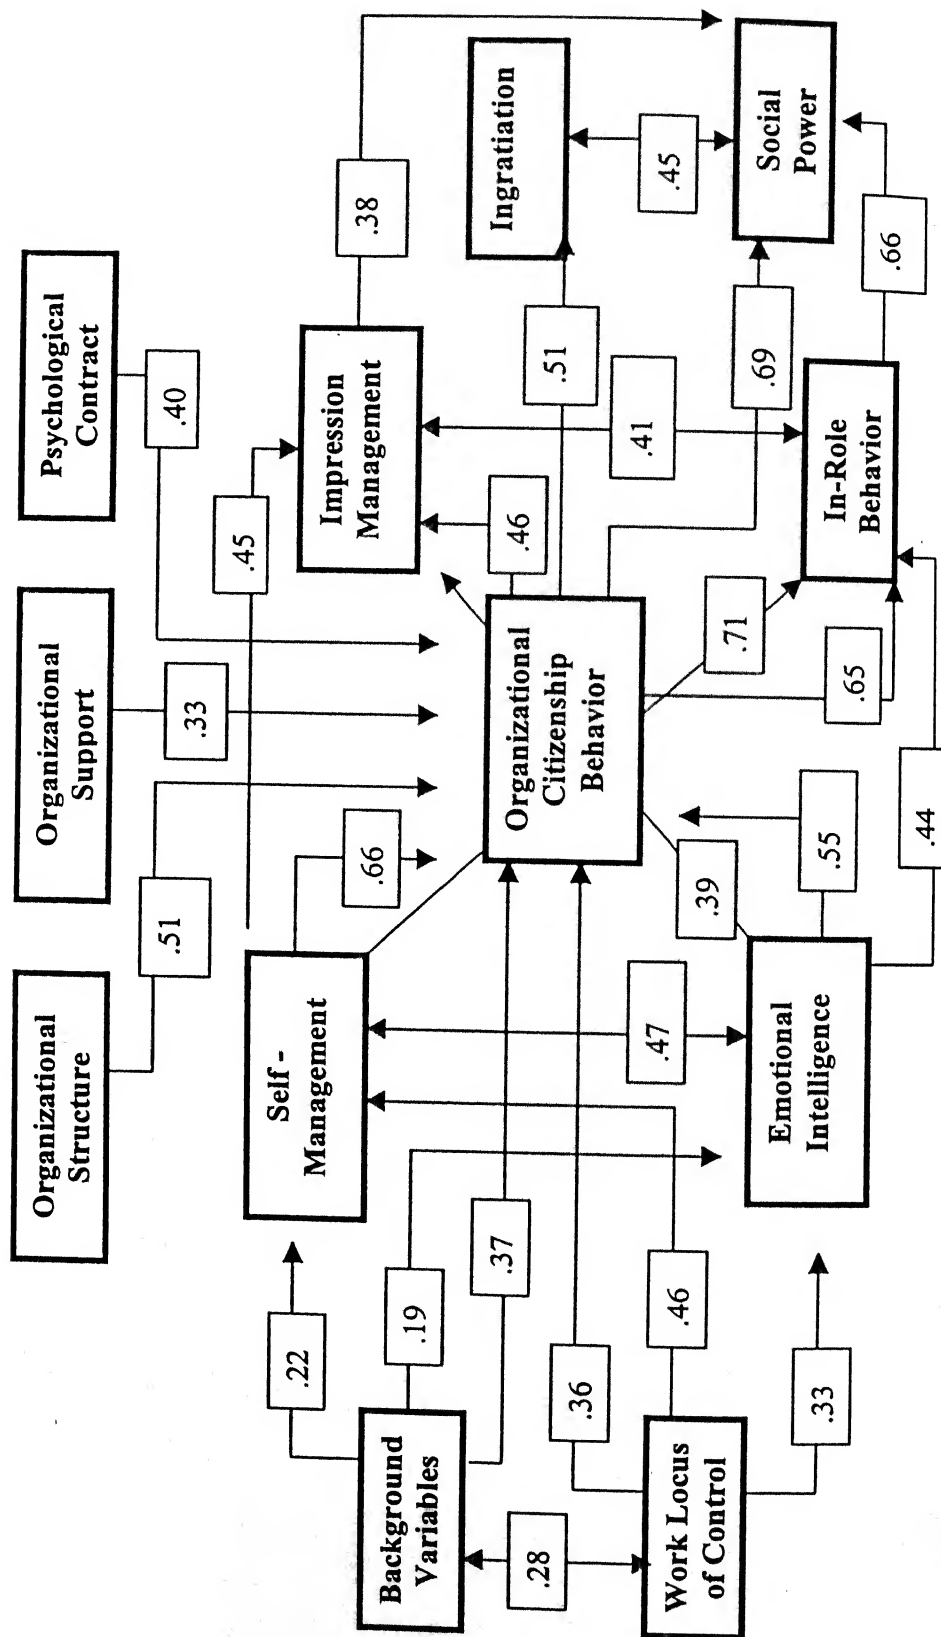 Organizational
Structure
Organizational
Support
Psychological
Contract
.51
.33
.40
.45
.38
.22
Self -
Management
.66
Impression
Management
Ingratiation
Background
Variables
.19
.37
.46
.51
.45
.28
.36
.47
Organizational
Citizenship
Behavior
.41
.69
Social
Power
Work Locus
of Control
.46
.39
.71
.33
Emotional
Intelligence
.55
.65
In-Role
Behavior
.66
.44